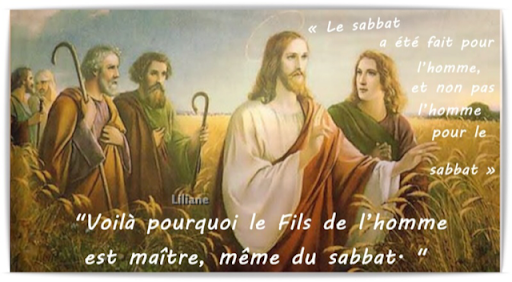 « Le sabbat
a été fait pour
l'homme,
et non pas
l'homme
pour le
sabbat »
Liliane
“Voilà pourquoi le Fils de l'homme
est maître, même du sabbat. ”